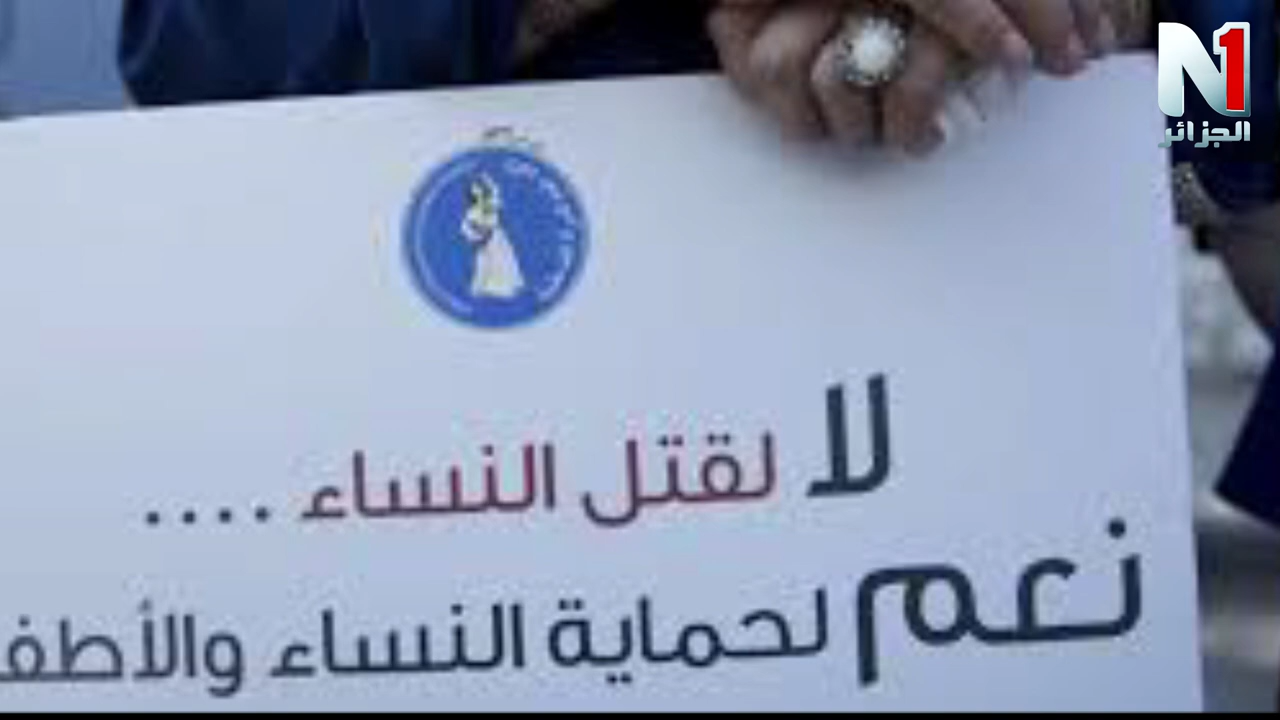 N1
الجزائر
لا لقتل النساء ....
نعم لحماية النساء والأطف